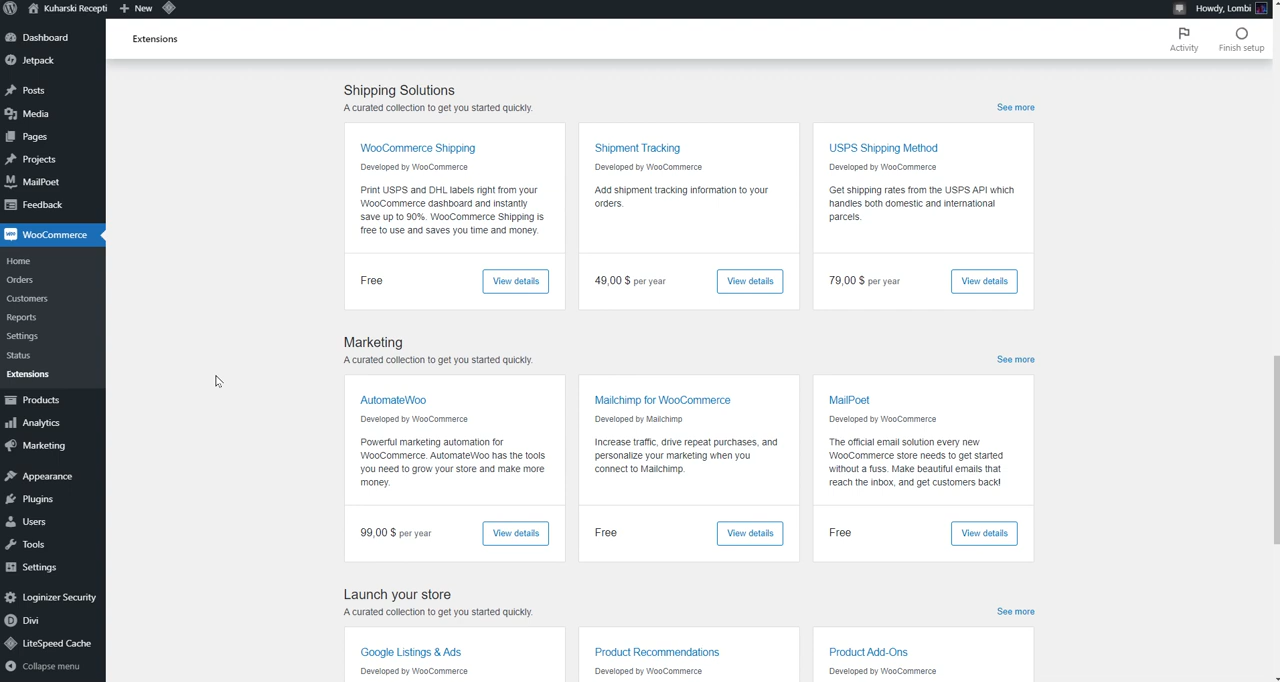 Kuharski Recepti
New
Howdy, Lombi
Extensions
Activity
Finish setup
Dashboard
Jetpack
Posts
Media
Pages
Projects
MailPoet
Feedback
WooCommerce
Home
Orders
Customers
Reports
Settings
Status
Extensions
Products
Analytics
Marketing
Appearance
Plugins
Users
Tools
Settings
Loginizer Security
Divi
LiteSpeed Cache
Collapse menu
Shipping Solutions
A curated collection to get you started quickly.
See more
WooCommerce Shipping
Developed by WooCommerce
Print USPS and DHL labels right from your
WooCommerce dashboard and instantly
save up to 90%. WooCommerce Shipping is
free to use and saves you time and money.
Free
View details
Shipment Tracking
Developed by WooCommerce
Add shipment tracking information to your
orders.
49,00 $ per year
View details
USPS Shipping Method
Developed by WooCommerce
Get shipping rates from the USPS API which
handles both domestic and international
parcels.
79,00 $ per year
View details
Marketing
A curated collection to get you started quickly.
See more
AutomateWoo
Developed by WooCommerce
Powerful marketing automation for
WooCommerce. AutomateWoo has the tools
you need to grow your store and make more
money.
99,00 $ per year
View details
Mailchimp for WooCommerce
Developed by Mailchimp
Increase traffic, drive repeat purchases, and
personalize your marketing when you
connect to Mailchimp.
Free
View details
MailPoet
Developed by WooCommerce
The official email solution every new
WooCommerce store needs to get started
without a fuss. Make beautiful emails that
reach the inbox, and get customers back!
Free
View details
Launch your store
A curated collection to get you started quickly.
See more
Google Listings & Ads
Developed by WooCommerce
Product Recommendations
Developed by WooCommerce
Product Add-Ons
Developed by WooCommerce